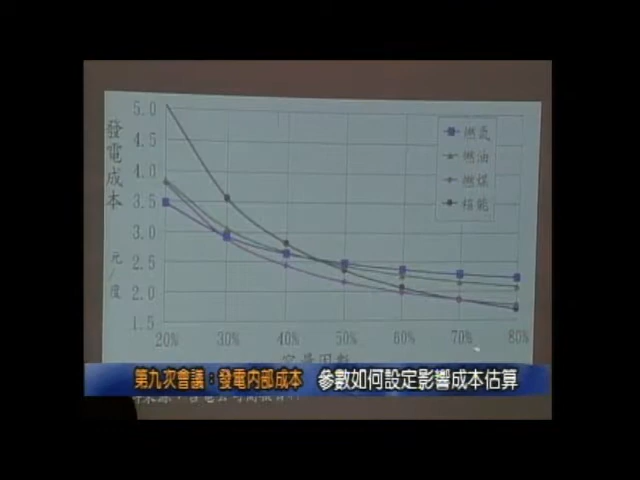 5.0
4.5
4.0
3.5
3.0
2.5
2.0
1.5
發電成本
元/度
燃氣
燃油
燃煤
核能
20% 30% 40% 50% 60% 70% 80%
容量因數
第九次會議：發電內部成本 參數如何設定影響成本估算